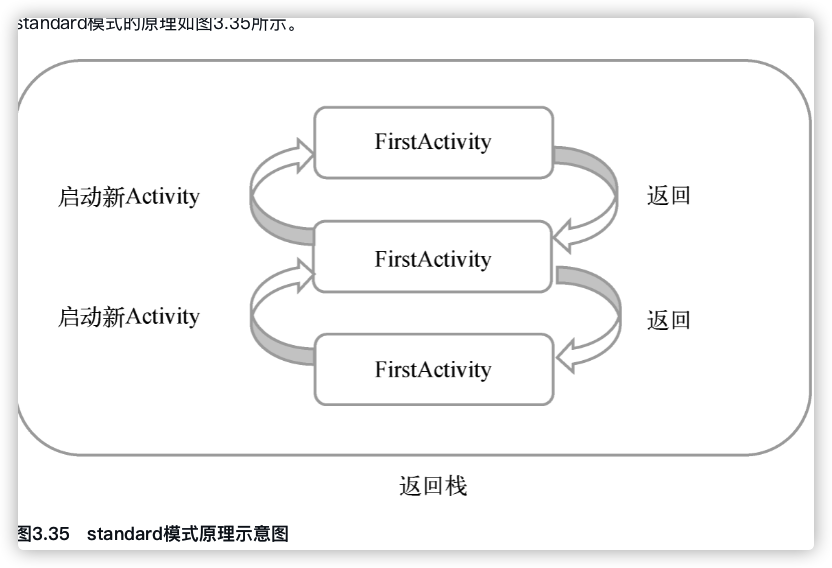 standard模式的原理如图3.35所示。
FirstActivity
启动新Activity
返回
FirstActivity
启动新Activity
返回
FirstActivity
返回栈
图3.35 standard模式原理示意图